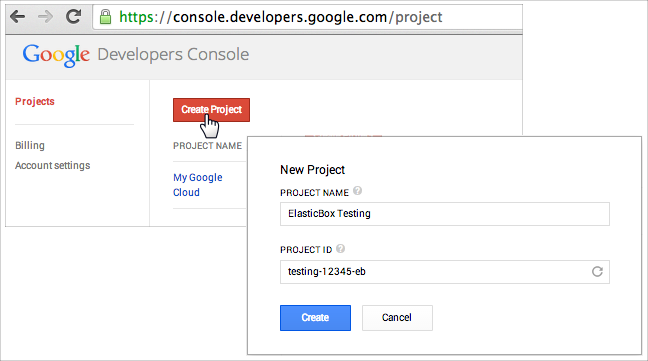 https://console.developers.google.com/project
Google Developers Console
Projects
Billing
Account settings
Create Project
PROJECT NAME
My Google
Cloud
New Project
PROJECT NAME ?
ElasticBox Testing
PROJECT ID ?
testing-12345-eb
Create
Cancel